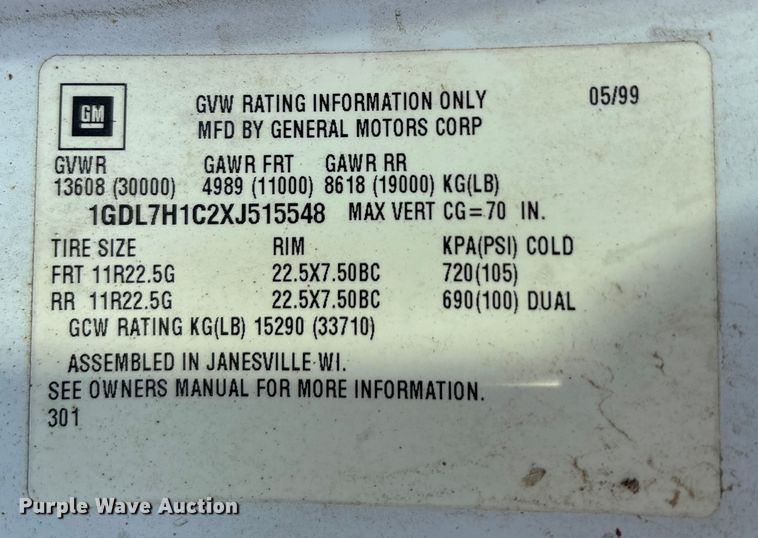 GM
GVW RATING INFORMATION ONLY 05/99
MFD BY GENERAL MOTORS CORP
GVWR GAWR FRT GAWR RR
13608 (30000) 4989 (11000) 8618 (19000) KG(LB)
1GDL7H1C2XJ515548 MAX VERT CG=70 IN.
TIRE SIZE RIM KPA(PSI) COLD
FRT 11R22.5G 22.5X7.50BC 720(105)
RR 11R22.5G 22.5X7.50BC 690(100) DUAL
GCW RATING KG(LB) 15290 (33710)
ASSEMBLED IN JANESVILLE WI.
SEE OWNERS MANUAL FOR MORE INFORMATION.
301
Purple Wave Auction